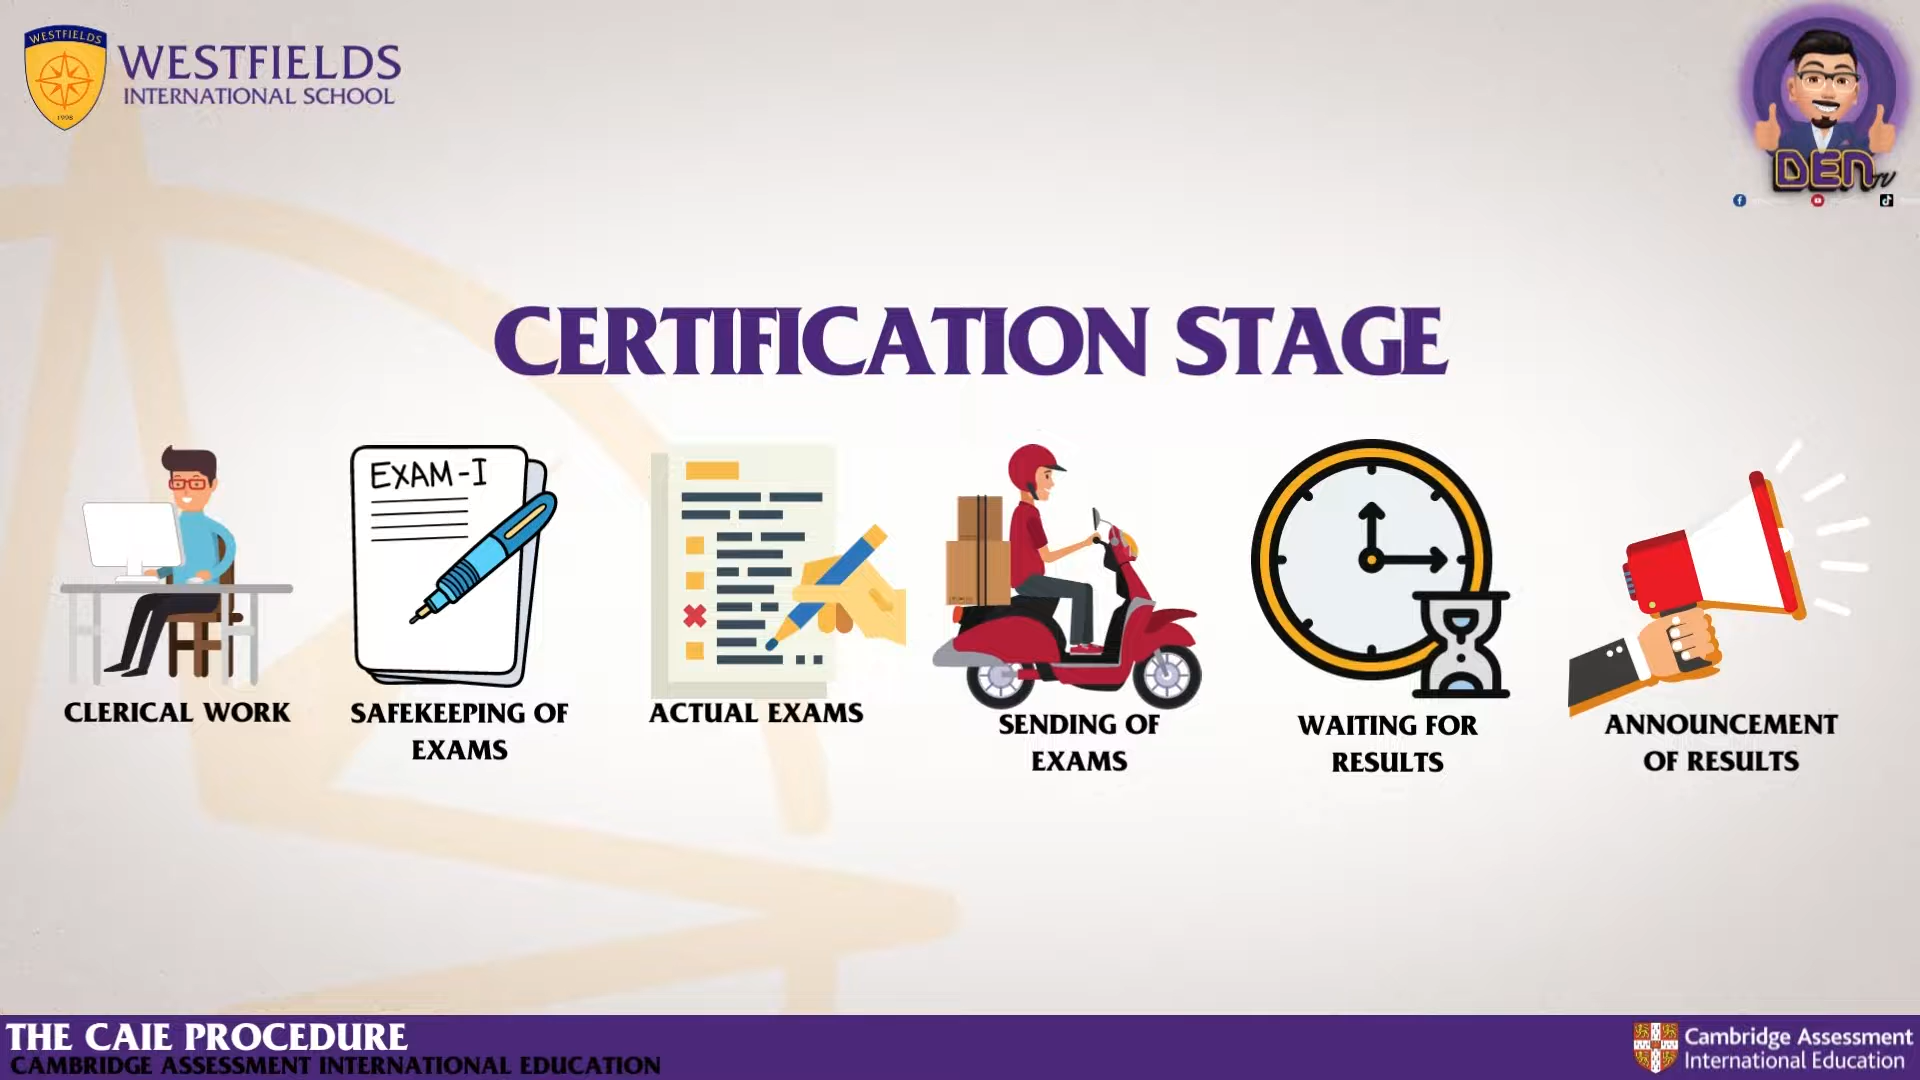 WESTFIELDS
WESTFIELDS
INTERNATIONAL SCHOOL
1998
DEN TV
CERTIFICATION STAGE
EXAM-I
CLERICAL WORK
SAFEKEEPING OF
EXAMS
ACTUAL EXAMS
SENDING OF
EXAMS
WAITING FOR
RESULTS
ANNOUNCEMENT
OF RESULTS
THE CAIE PROCEDURE
CAMBRIDGE ASSESSMENT INTERNATIONAL EDUCATION
Cambridge Assessment
International Education